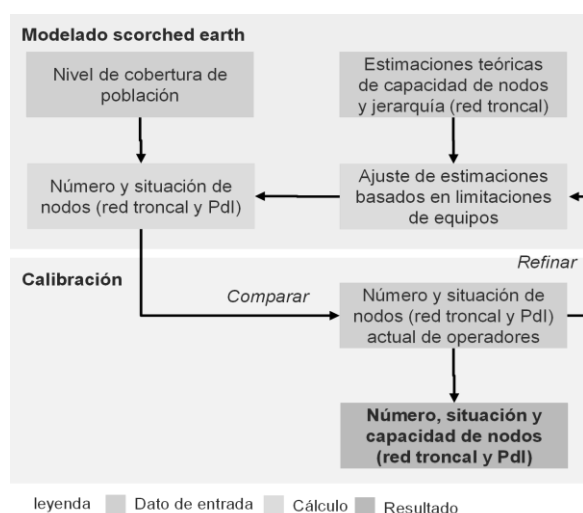 Modelado scorched earth
Nivel de cobertura de
población
Estimaciones teóricas
de capacidad de nodos
y jerarquía (red troncal)
Número y situación de
nodos (red troncal y PdI)
Ajuste de estimaciones
basados en limitaciones
de equipos
Refinar
Calibración
Comparar
Número y situación de
nodos (red troncal y PdI)
actual de operadores
Número, situación y
capacidad de nodos
(red troncal y PdI)
leyenda Dato de entrada Cálculo Resultado